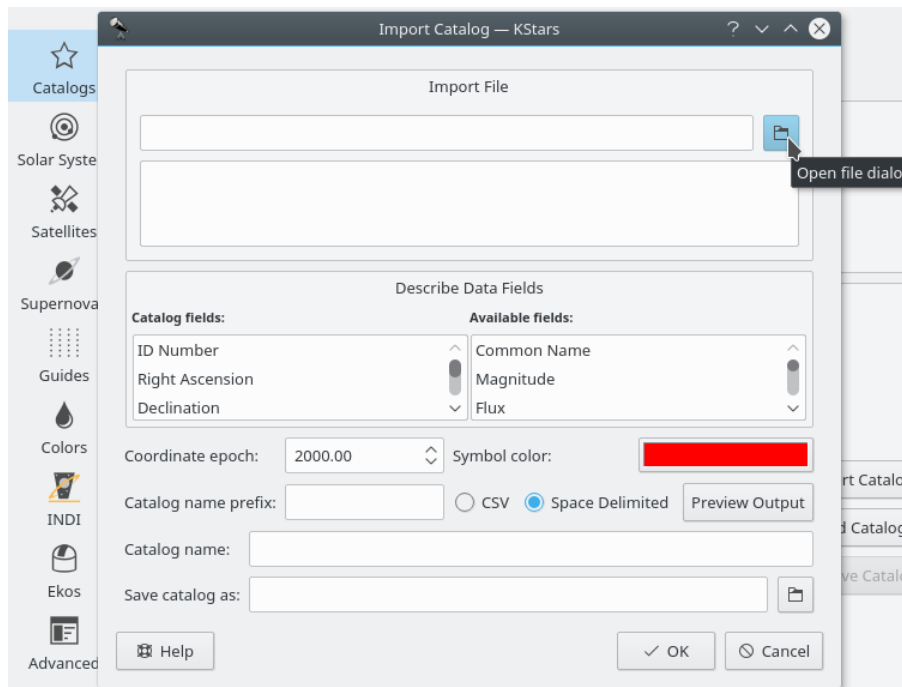 Import Catalog — KStars
Catalogs
Solar Syste
Satellites
Supernova
Guides
Colors
INDI
Ekos
Advanced
Import File
Open file dialo
Describe Data Fields
Catalog fields:
Available fields:
ID Number
Common Name
Right Ascension
Magnitude
Declination
Flux
Coordinate epoch:
2000.00
Symbol color:
Catalog name prefix:
CSV
Space Delimited
Preview Output
Catalog name:
Save catalog as:
Help
OK
Cancel
rt Catalo
d Catalog
ve Catal